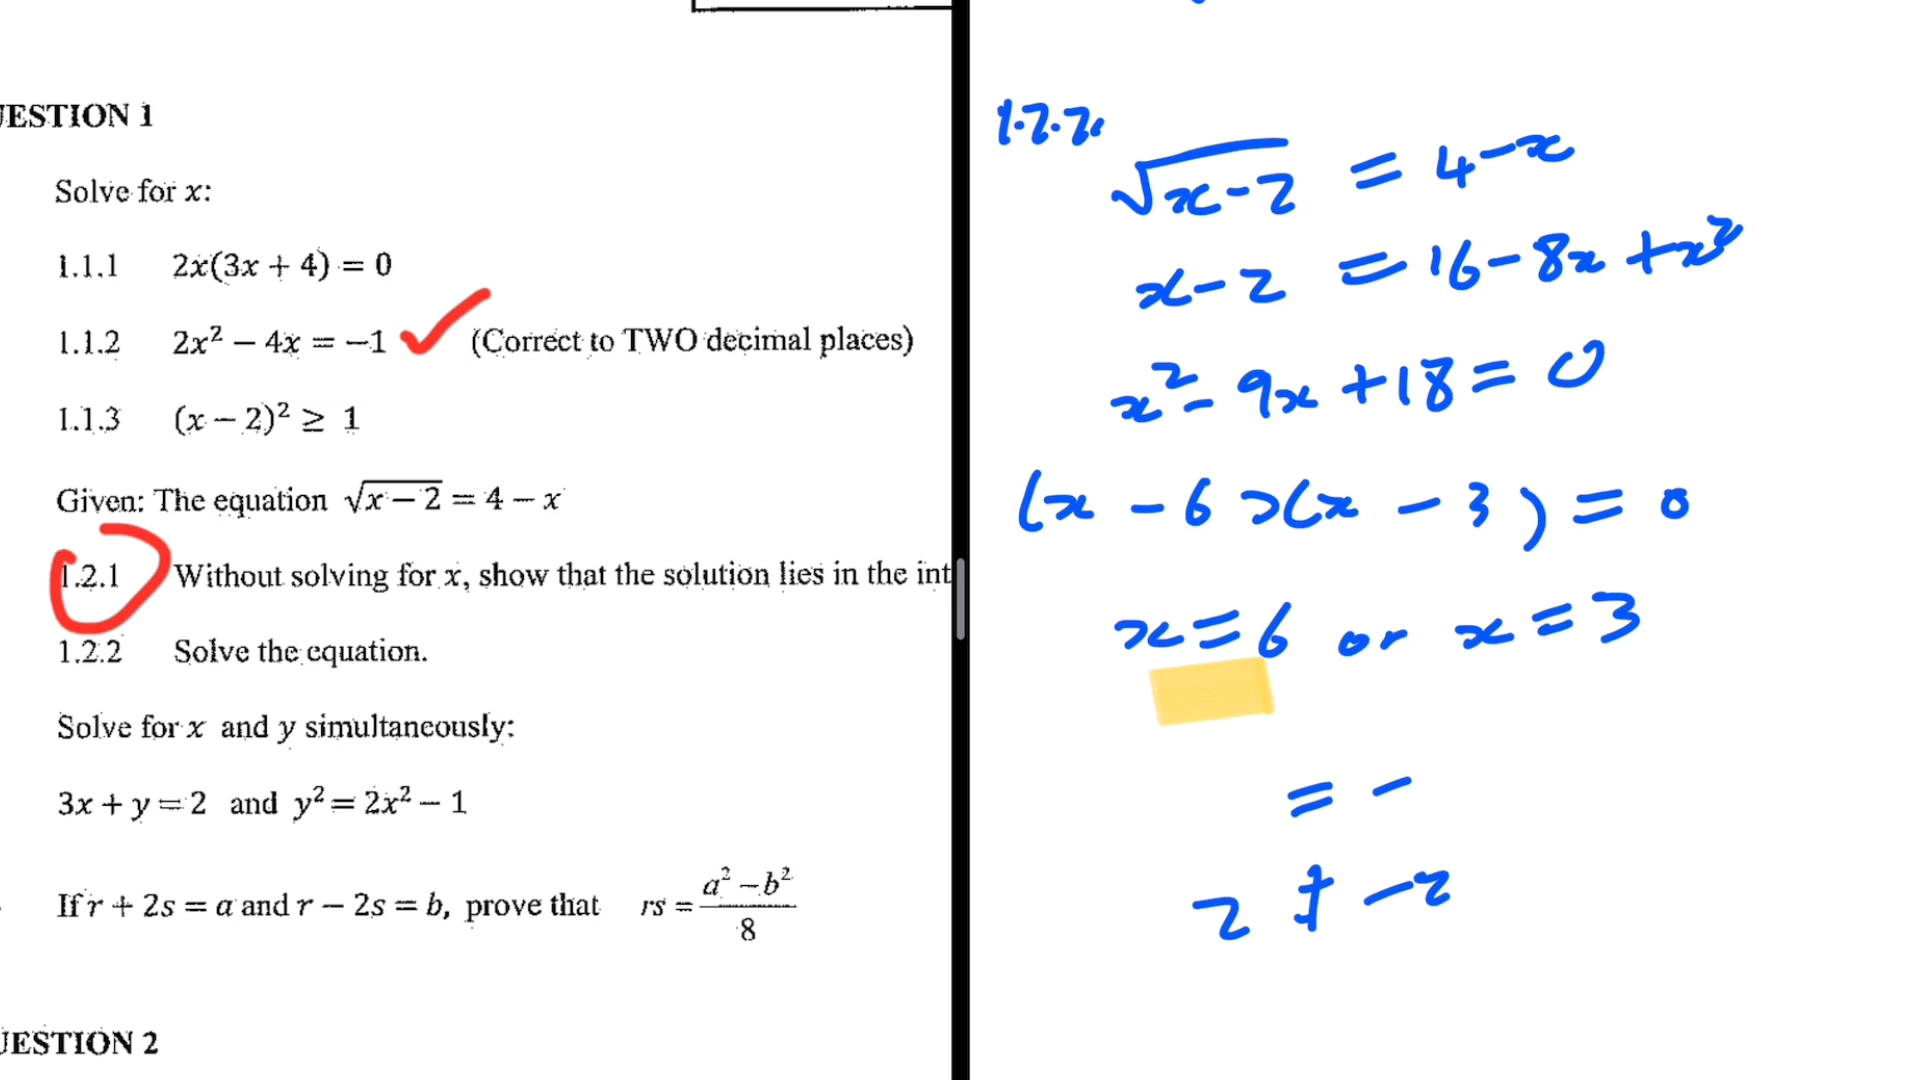 UESTION 1
Solve for x:
1.1.1 2x(3x + 4) = 0
1.1.2 2x² − 4x = −1 (Correct to TWO decimal places)
1.1.3 (x − 2)² ≥ 1
Given: The equation √(x − 2) = 4 − x
1.2.1 Without solving for x, show that the solution lies in the int
1.2.2 Solve the equation.
Solve for x and y simultaneously:
3x + y = 2 and y² = 2x² − 1
If r + 2s = a and r − 2s = b, prove that rs = (a² − b²)/8
UESTION 2
1.2.2.
√(x − 2) = 4 − x
x − 2 = 16 − 8x + x²
x² − 9x + 18 = 0
(x − 6)(x − 3) = 0
x = 6 or x = 3
= −
2 ≠ −2